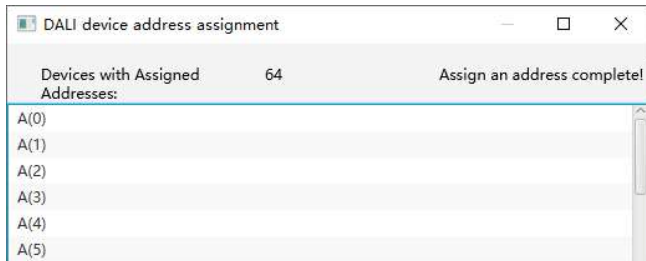 DALI device address assignment
Devices with Assigned 64 Assign an address complete!
Addresses:
A(0)
A(1)
A(2)
A(3)
A(4)
A(5)